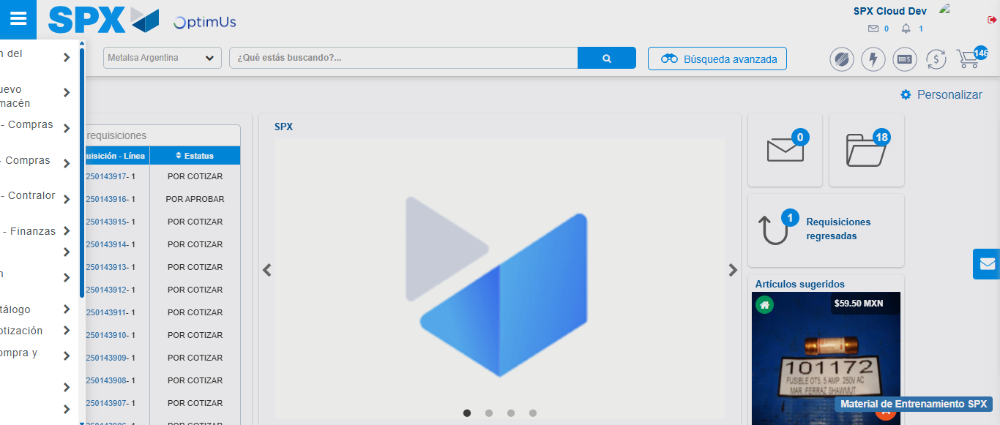 SPX
OptimUs
SPX Cloud Dev
0
1
Metalsa Argentina
¿Qué estás buscando?...
Búsqueda avanzada
146
Personalizar
n del
uevo
macén
- Compras
- Compras
- Contralor
- Finanzas
n
tálogo
otización
ompra y
requisiciones
uisición - Línea
Estatus
250143917- 1
POR COTIZAR
250143916- 1
POR APROBAR
250143915- 1
POR COTIZAR
250143914- 1
POR COTIZAR
250143913- 1
POR COTIZAR
250143912- 1
POR COTIZAR
250143911- 1
POR COTIZAR
250143910- 1
POR COTIZAR
250143909- 1
POR COTIZAR
250143908- 1
POR COTIZAR
250143907- 1
POR COTIZAR
250143906- 1
POR COTIZAR
SPX
0
18
1
Requisiciones
regresadas
Artículos sugeridos
$59.50 MXN
101172
FUSIBLE OT5, 5 AMP. 250V AC
MAR. FERRAZ SHAWMUT
Material de Entrenamiento SPX